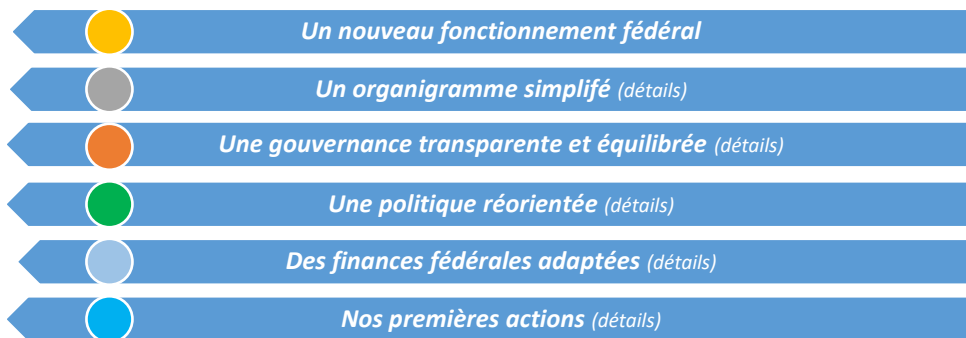 Un nouveau fonctionnement fédéral
Un organigramme simplifé (détails)
Une gouvernance transparente et équilibrée (détails)
Une politique réorientée (détails)
Des finances fédérales adaptées (détails)
Nos premières actions (détails)